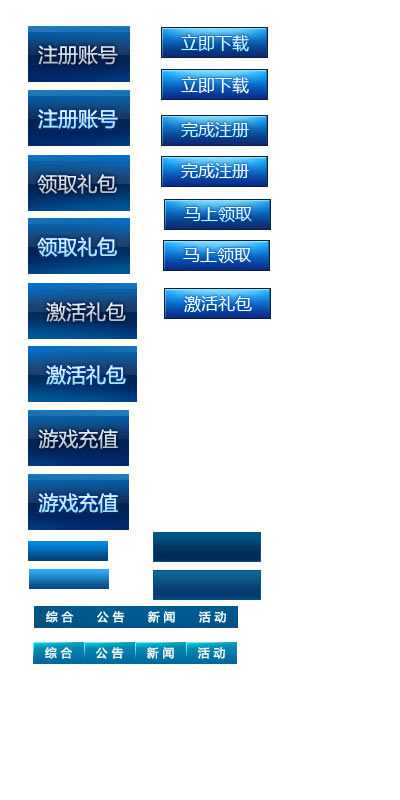 注册账号
注册账号
领取礼包
领取礼包
激活礼包
激活礼包
游戏充值
游戏充值
立即下载
立即下载
完成注册
完成注册
马上领取
马上领取
激活礼包
综合 公告 新闻 活动
综合 公告 新闻 活动